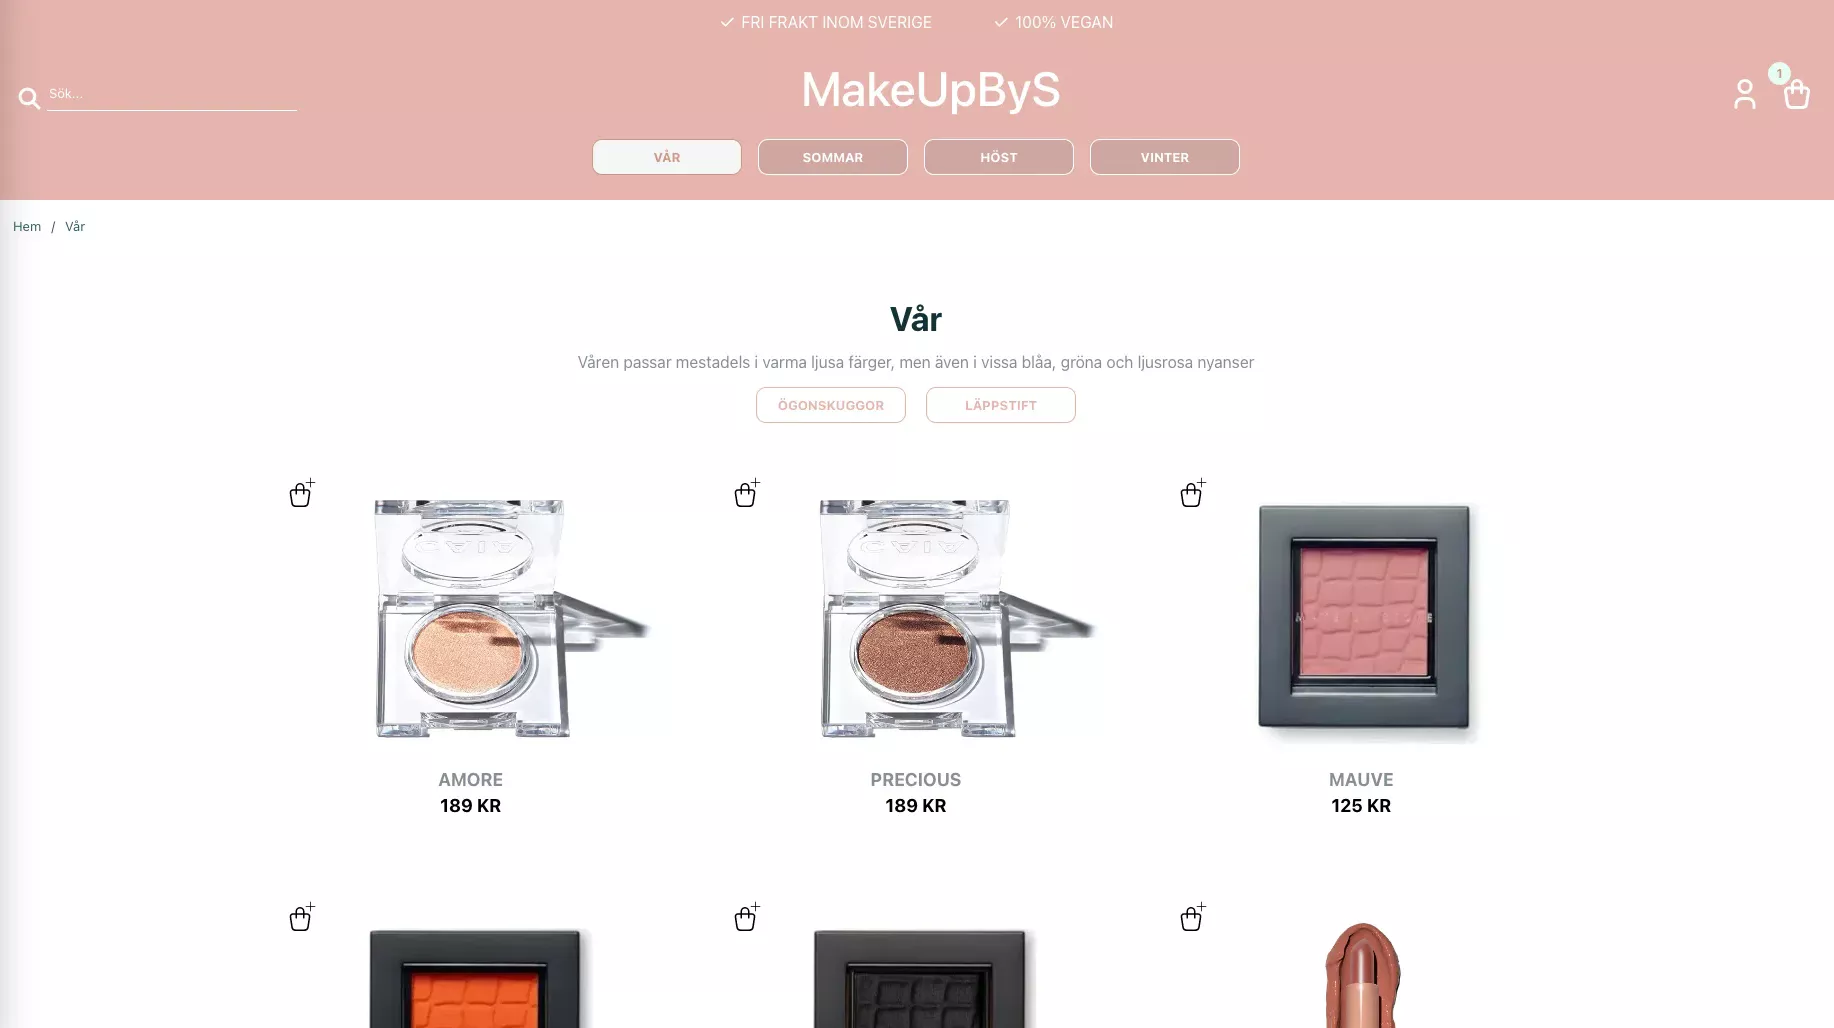 FRI FRAKT INOM SVERIGE
100% VEGAN
Sök...
MakeUpByS
1
VÅR
SOMMAR
HÖST
VINTER
Hem / Vår
Vår
Våren passar mestadels i varma ljusa färger, men även i vissa blåa, gröna och ljusrosa nyanser
ÖGONSKUGGOR
LÄPPSTIFT
CAIA
CAIA
AMORE
189 KR
PRECIOUS
189 KR
MAUVE
125 KR